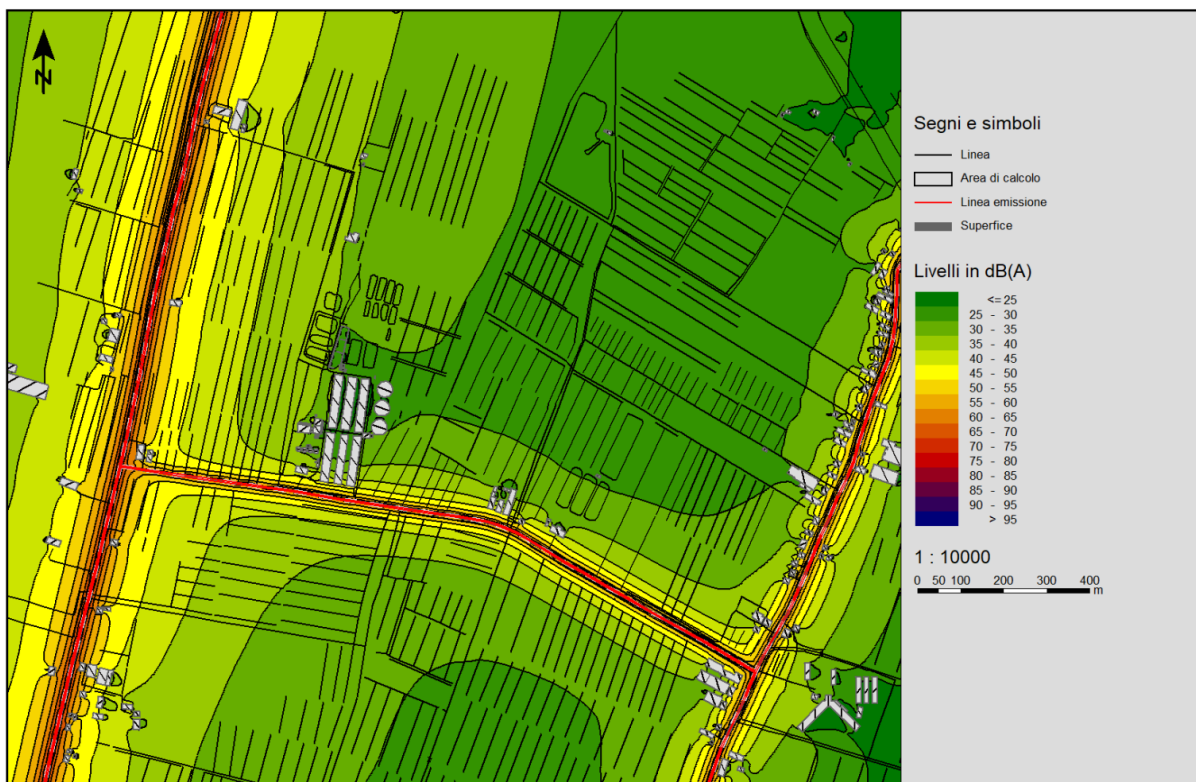 N
Segni e simboli
Linea
Area di calcolo
Linea emissione
Superfice
Livelli in dB(A)
<= 25
25 - 30
30 - 35
35 - 40
40 - 45
45 - 50
50 - 55
55 - 60
60 - 65
65 - 70
70 - 75
75 - 80
80 - 85
85 - 90
90 - 95
> 95
1 : 10000
0 50 100 200 300 400
m